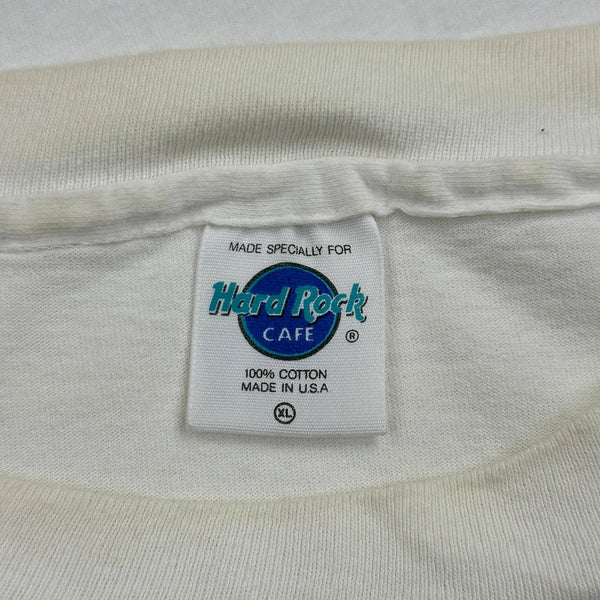 MADE SPECIALLY FOR
Hard Rock
CAFE ®
100% COTTON
MADE IN U.S.A
XL